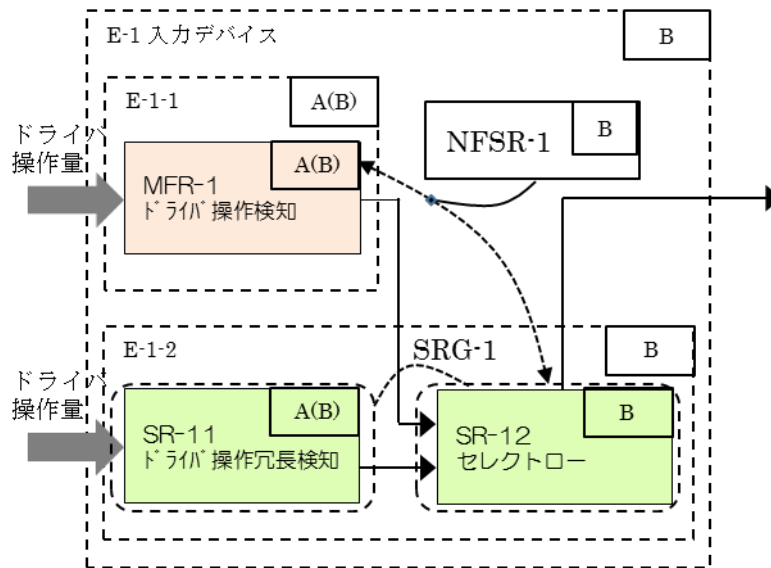 E-1 入力デバイス
B
E-1-1
A(B)
ドライバ
操作量
MFR-1
ﾄﾞﾗｲﾊﾞ操作検知
A(B)
NFSR-1
B
E-1-2
SRG-1
B
ドライバ
操作量
SR-11
ﾄﾞﾗｲﾊﾞ操作冗長検知
A(B)
SR-12
セレクトロー
B